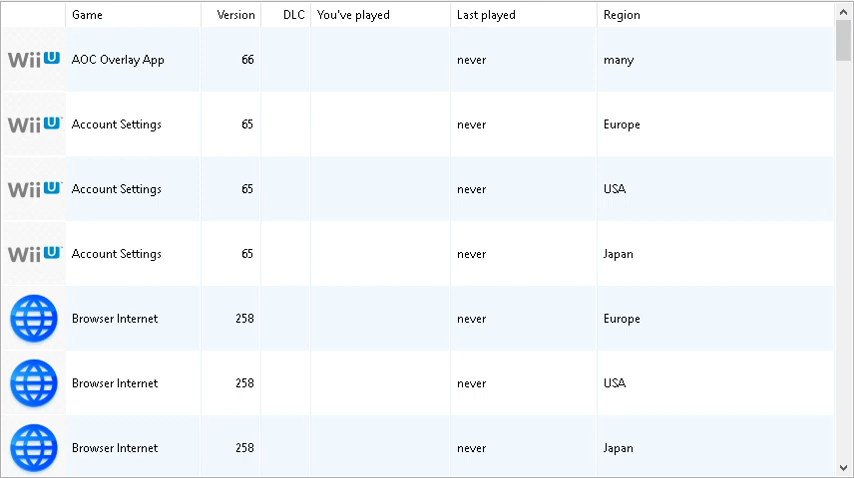 Game Version DLC You've played Last played Region
Wii U AOC Overlay App 66 never many
Wii U Account Settings 65 never Europe
Wii U Account Settings 65 never USA
Wii U Account Settings 65 never Japan
Browser Internet 258 never Europe
Browser Internet 258 never USA
Browser Internet 258 never Japan